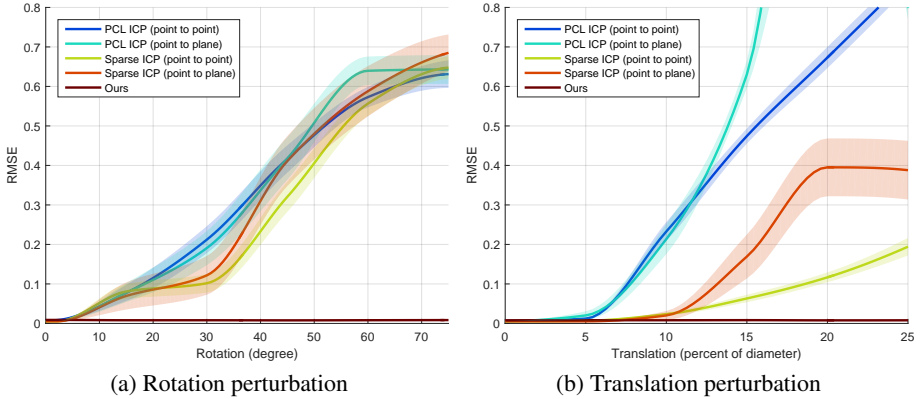 0.8
0.7
0.6
0.5
0.4
0.3
0.2
0.1
0
RMSE
PCL ICP (point to point)
PCL ICP (point to plane)
Sparse ICP (point to point)
Sparse ICP (point to plane)
Ours
0 10 20 30 40 50 60 70
Rotation (degree)
(a) Rotation perturbation
0.8
0.7
0.6
0.5
0.4
0.3
0.2
0.1
0
RMSE
PCL ICP (point to point)
PCL ICP (point to plane)
Sparse ICP (point to point)
Sparse ICP (point to plane)
Ours
0 5 10 15 20 25
Translation (percent of diameter)
(b) Translation perturbation